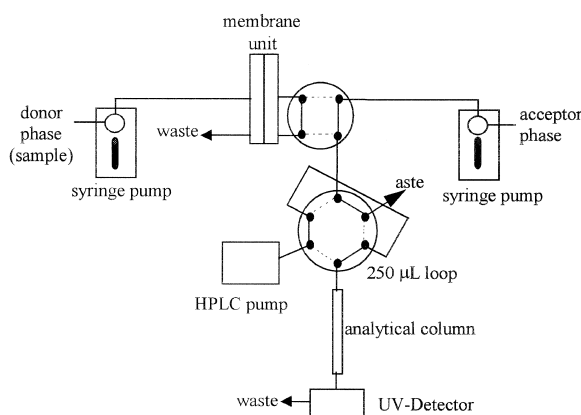 membrane
unit
donor
phase
(sample)
waste
acceptor
phase
syringe pump
aste
syringe pump
250 µL loop
HPLC pump
analytical column
waste
UV-Detector